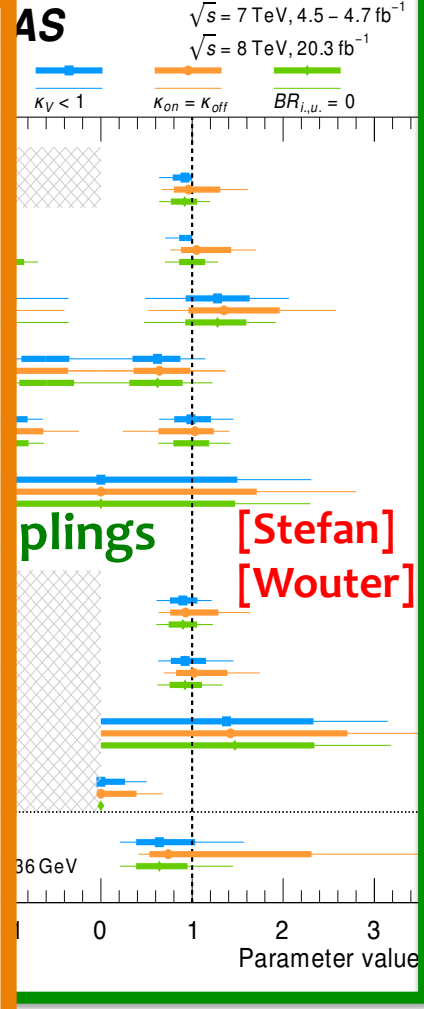 AS
√s = 7 TeV, 4.5 – 4.7 fb⁻¹
√s = 8 TeV, 20.3 fb⁻¹
κ_V < 1 κ_on = κ_off BR_i.,u. = 0
plings
[Stefan]
[Wouter]
36 GeV
0 1 2 3
Parameter value